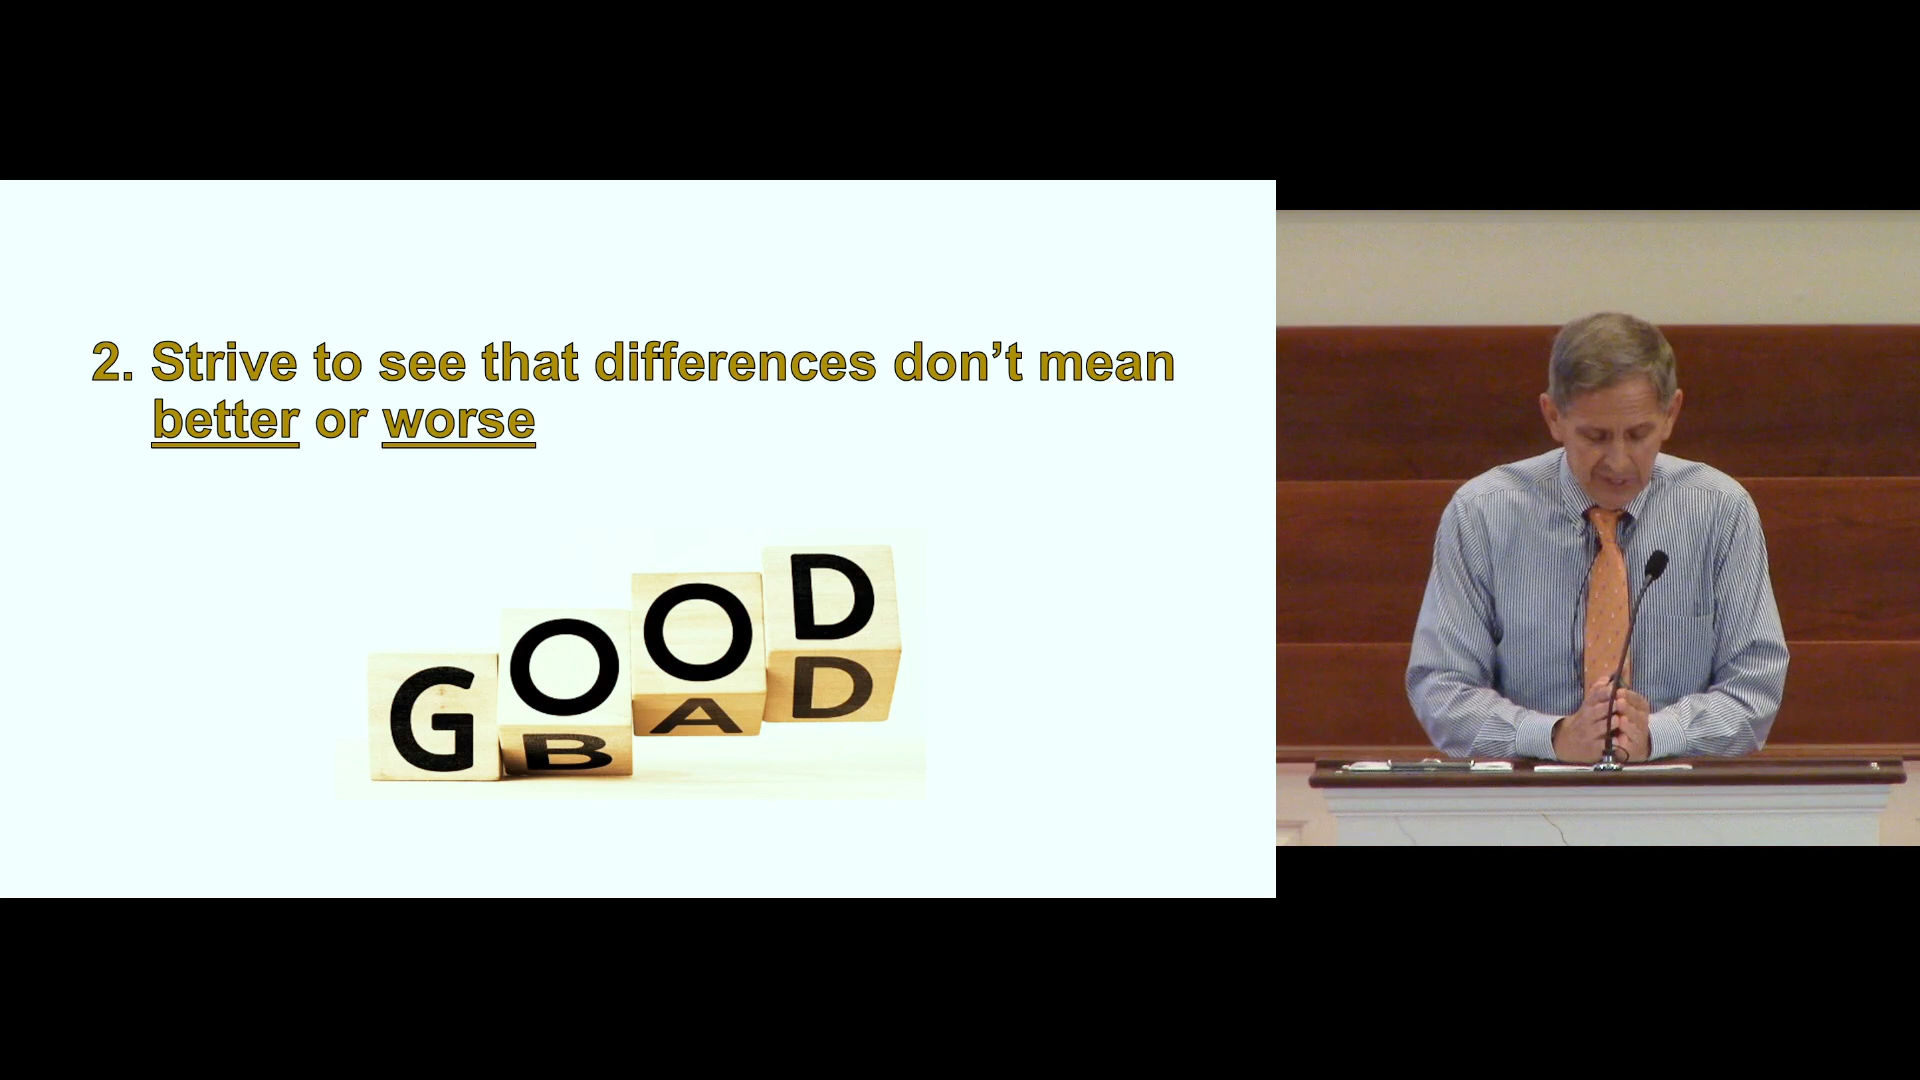 2. Strive to see that differences don’t mean
better or worse
GOOD
BAD